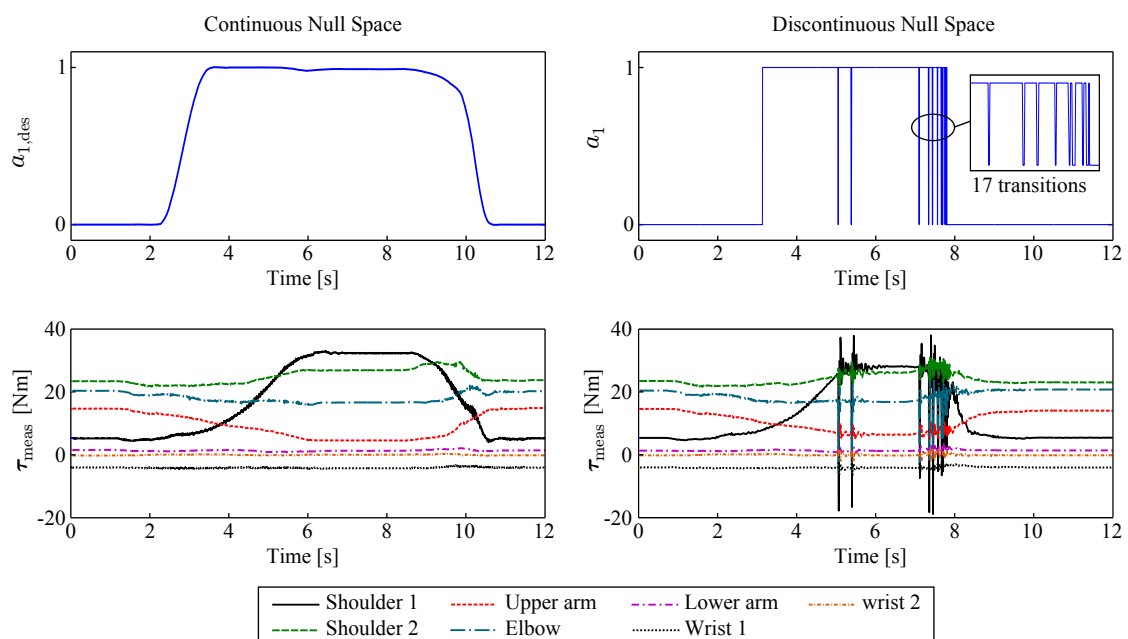 Continuous Null Space
Discontinuous Null Space
1
0
a1,des
0 2 4 6 8 10 12
Time [s]
1
0
a1
17 transitions
0 2 4 6 8 10 12
Time [s]
40
20
0
-20
τmeas [Nm]
0 2 4 6 8 10 12
Time [s]
40
20
0
-20
τmeas [Nm]
0 2 4 6 8 10 12
Time [s]
Shoulder 1 Upper arm Lower arm wrist 2
Shoulder 2 Elbow Wrist 1